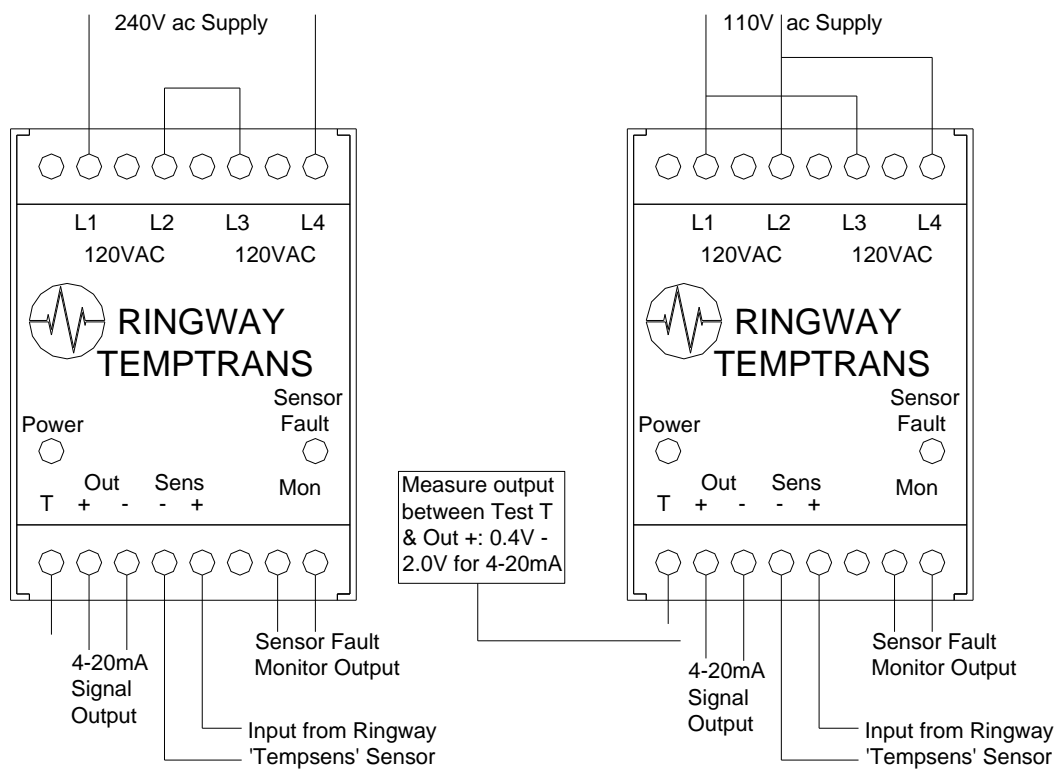 240V ac Supply
L1 L2 L3 L4
120VAC 120VAC
RINGWAY
TEMPTRANS
Sensor
Fault
Power
Out Sens
Mon
T + - - +
4-20mA
Signal
Output
Sensor Fault
Monitor Output
Input from Ringway
'Tempsens' Sensor
Measure output
between Test T
& Out +: 0.4V -
2.0V for 4-20mA
110V ac Supply
L1 L2 L3 L4
120VAC 120VAC
RINGWAY
TEMPTRANS
Sensor
Fault
Power
Out Sens
Mon
T + - - +
4-20mA
Signal
Output
Sensor Fault
Monitor Output
Input from Ringway
'Tempsens' Sensor